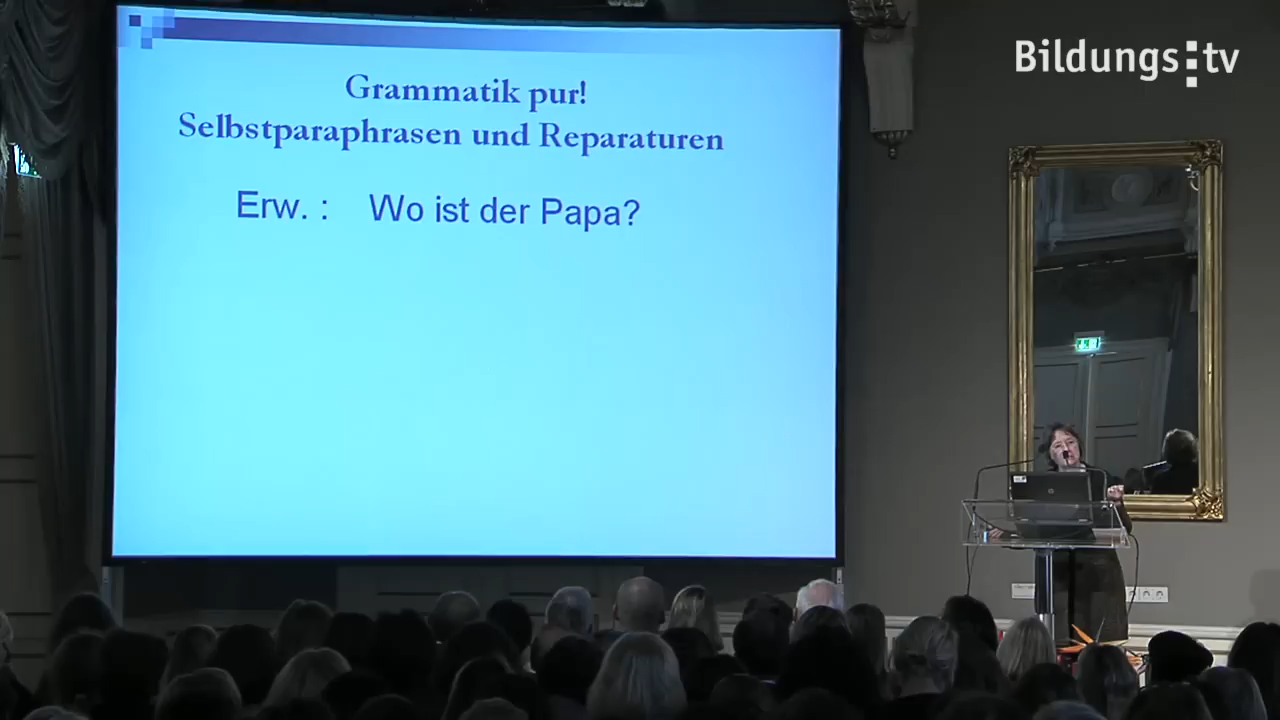 Bildungs:tv
Grammatik pur!
Selbstparaphrasen und Reparaturen
Erw. : Wo ist der Papa?